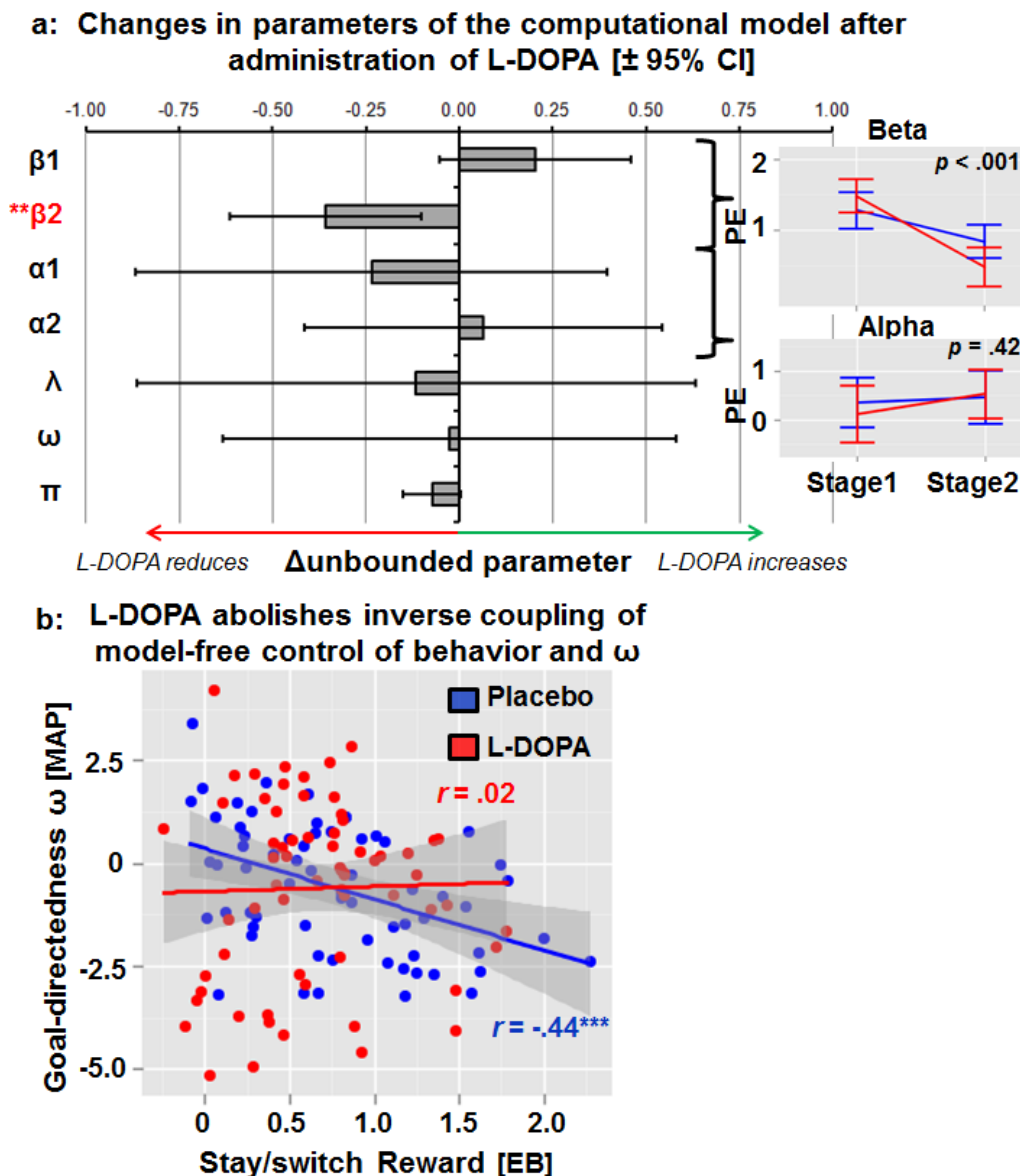 a: Changes in parameters of the computational model after
administration of L-DOPA [± 95% CI]
-1.00 -0.75 -0.50 -0.25 0.00 0.25 0.50 0.75 1.00
β1
**β2
α1
α2
λ
ω
π
Beta
p < .001
2
1
PE
Alpha
p = .42
1
0
PE
Stage1 Stage2
L-DOPA reduces Δunbounded parameter L-DOPA increases
b: L-DOPA abolishes inverse coupling of
model-free control of behavior and ω
Placebo
L-DOPA
r = .02
r = -.44***
Goal-directedness ω [MAP]
2.5
0
-2.5
-5.0
0 0.5 1.0 1.5 2.0
Stay/switch Reward [EB]